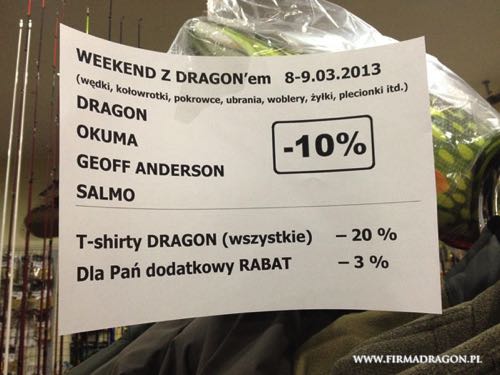 WEEKEND Z DRAGON’em 8-9.03.2013
(wędki, kołowrotki, pokrowce, ubrania, woblery, żyłki, plecionki itd.)
DRAGON
OKUMA
GEOFF ANDERSON
SALMO
-10%
T-shirty DRAGON (wszystkie) – 20 %
Dla Pań dodatkowy RABAT – 3 %
WWW.FIRMADRAGON.PL